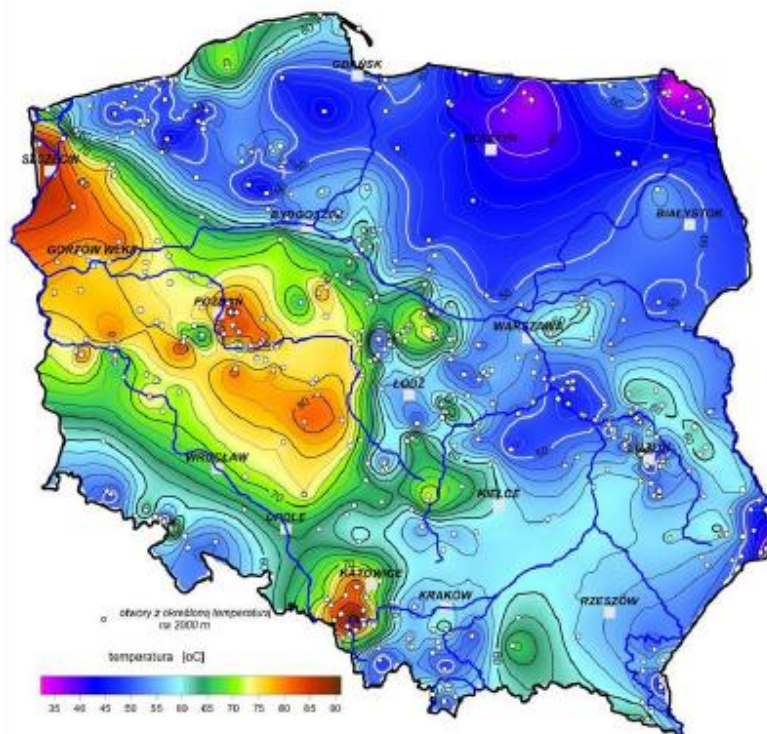 GDAŃSK
OLSZTYN
SZCZECIN
BYDGOSZCZ
BIAŁYSTOK
GORZÓW WLKP
POZNAŃ
WARSZAWA
ŁÓDŹ
WROCŁAW
LUBLIN
KIELCE
OPOLE
KATOWICE
KRAKÓW
RZESZÓW
otwory z określoną temperaturą
na 2000 m
temperatura [oC]
35 40 45 50 55 60 65 70 75 80 85 90